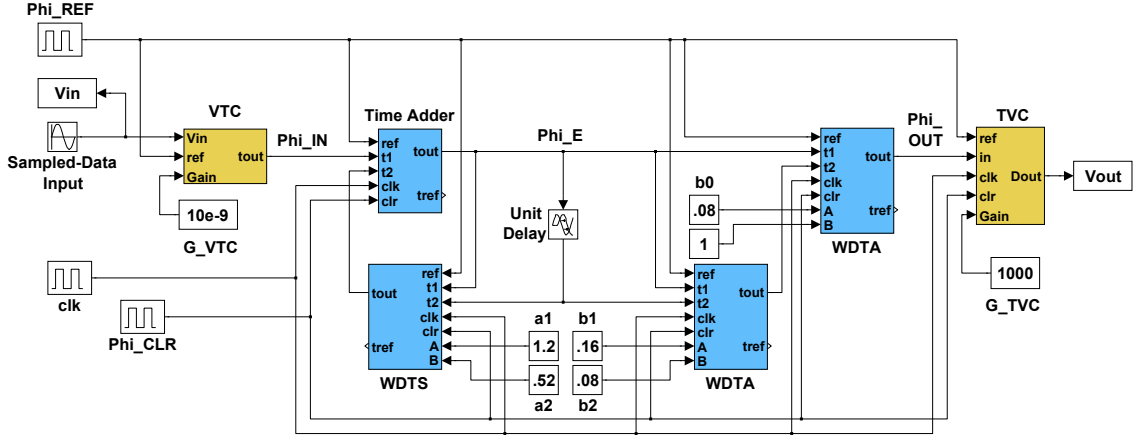 Phi_REF
Vin
VTC
Vin
ref
Gain
tout
Sampled-Data
Input
10e-9
G_VTC
Phi_IN
Time Adder
ref
t1
t2
clk
clr
tout
tref
Phi_E
Unit
Delay
b0
.08
1
ref
t1
t2
clk
clr
A
B
tout
tref
WDTA
Phi_
OUT
TVC
ref
in
clk
clr
Gain
Dout
Vout
1000
G_TVC
clk
Phi_CLR
tout
tref
ref
t1
t2
clk
clr
A
B
WDTS
a1
1.2
.52
a2
b1
.16
.08
b2
ref
t1
t2
clk
clr
A
B
tout
tref
WDTA